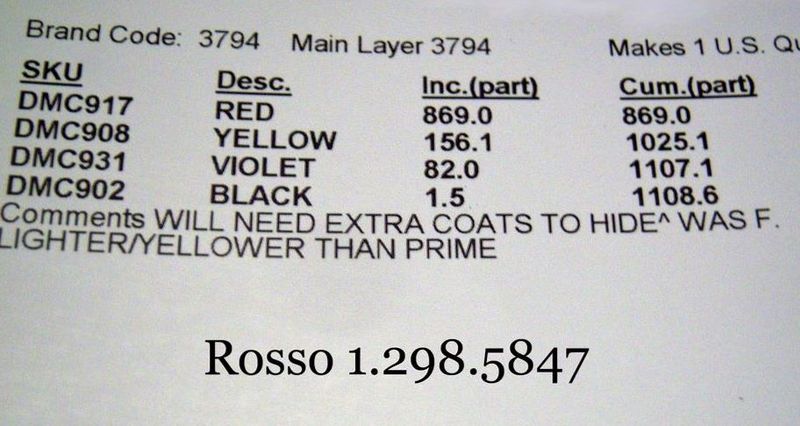 Brand Code: 3794 Main Layer 3794 Makes 1 U.S.
SKU Desc. Inc.(part) Cum.(part)
DMC917 RED 869.0 869.0
DMC908 YELLOW 156.1 1025.1
DMC931 VIOLET 82.0 1107.1
DMC902 BLACK 1.5 1108.6
Comments WILL NEED EXTRA COATS TO HIDE^ WAS F.
LIGHTER/YELLOWER THAN PRIME
Rosso 1.298.5847